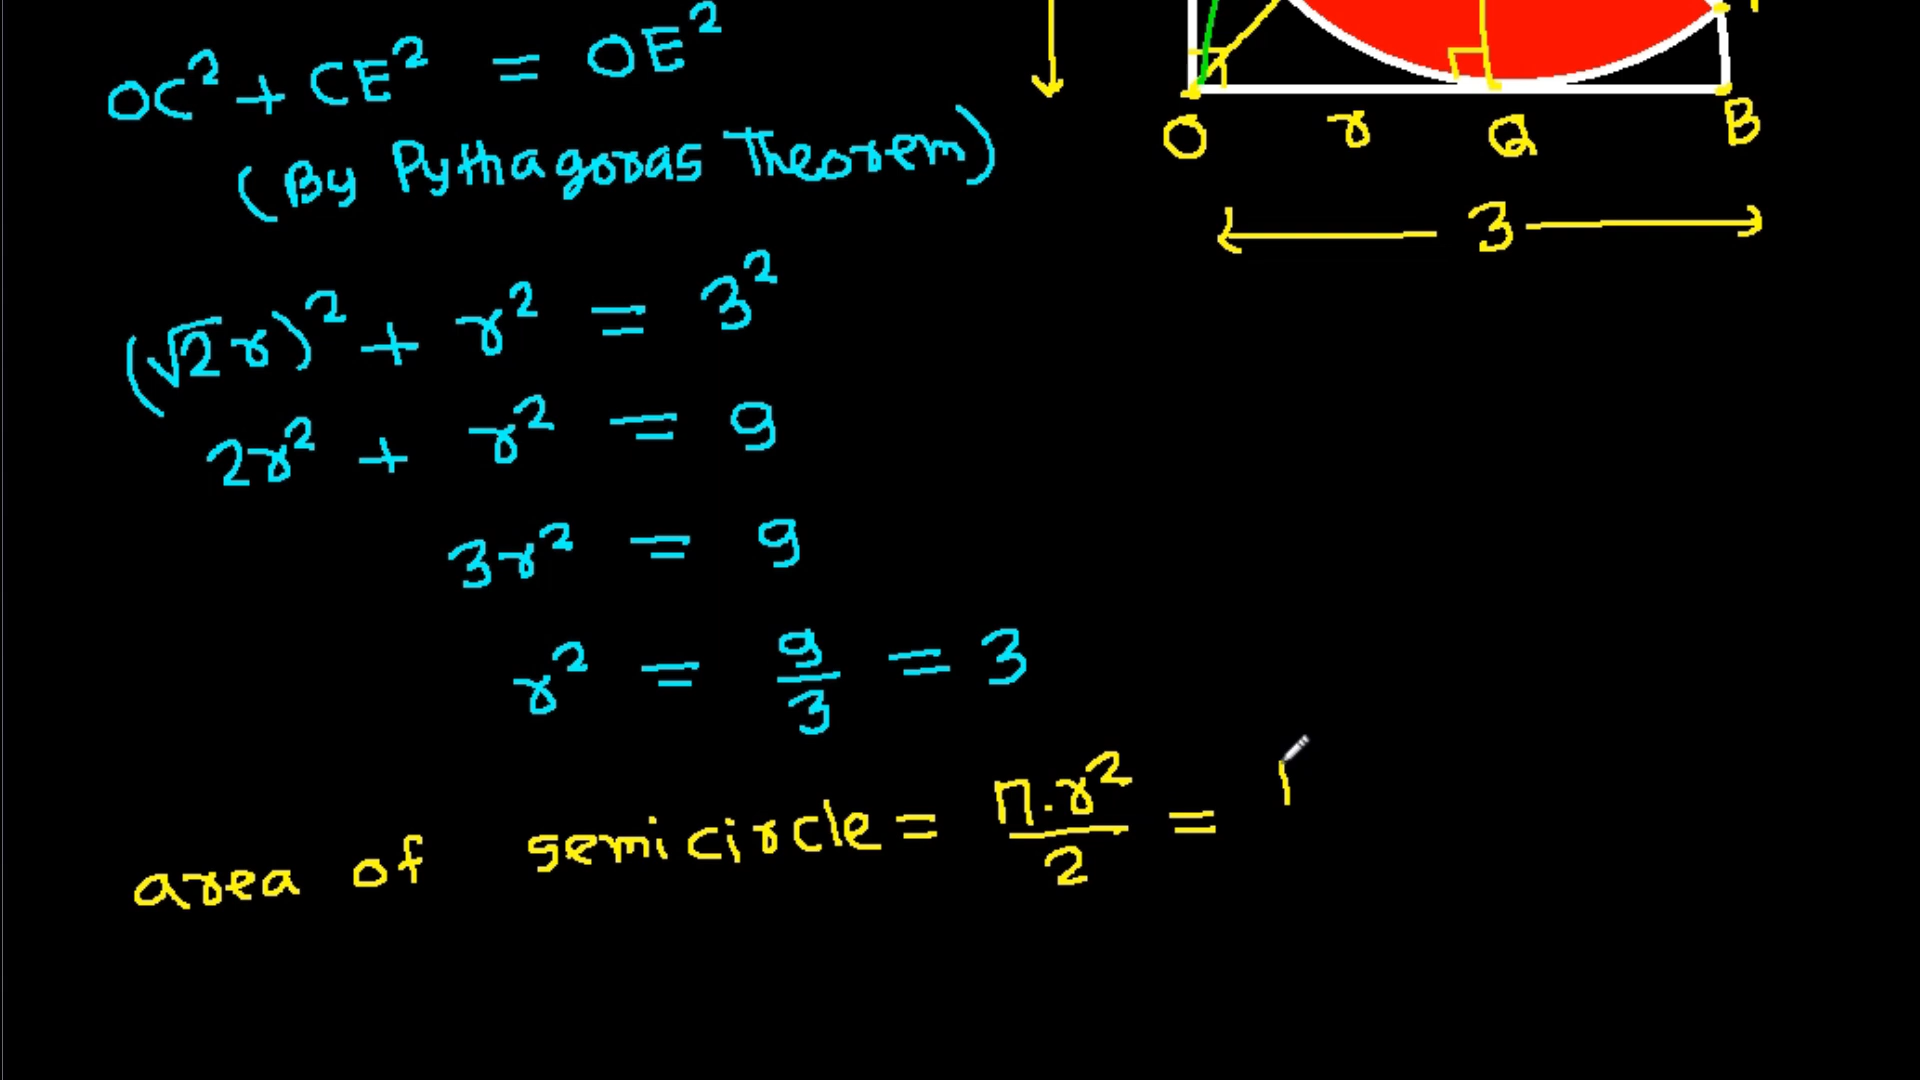 OC² + CE² = OE²
(By Pythagoras Theorem)
(√2 r)² + r² = 3²
2r² + r² = 9
3r² = 9
r² = 9/3 = 3
area of semicircle = π.r²/2 =
O r Q B
3